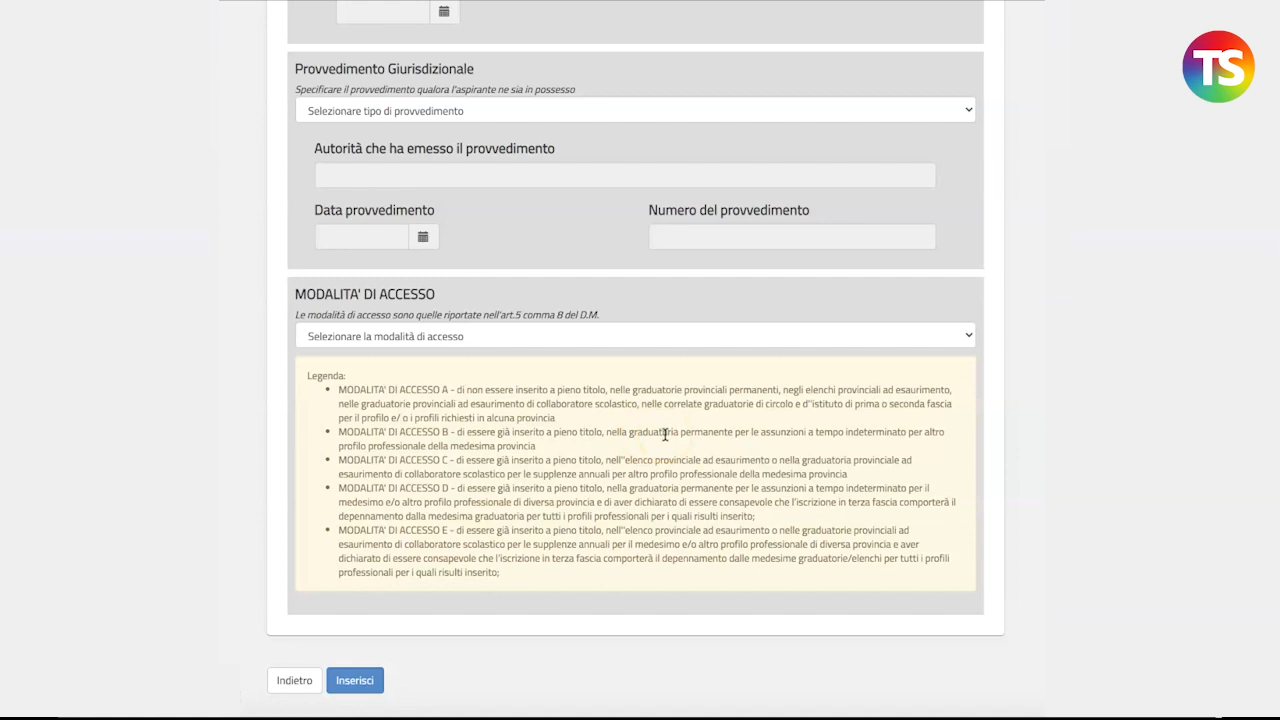 TS
Provvedimento Giurisdizionale
Specificare il provvedimento qualora l'aspirante ne sia in possesso
Selezionare tipo di provvedimento
Autorità che ha emesso il provvedimento
Data provvedimento
Numero del provvedimento
MODALITA' DI ACCESSO
Le modalità di accesso sono quelle riportate nell'art.5 comma 8 del D.M.
Selezionare la modalità di accesso
Legenda:
• MODALITA' DI ACCESSO A - di non essere inserito a pieno titolo, nelle graduatorie provinciali permanenti, negli elenchi provinciali ad esaurimento,
nelle graduatorie provinciali ad esaurimento di collaboratore scolastico, nelle correlate graduatorie di circolo e d''istituto di prima o seconda fascia
per il profilo e/ o i profili richiesti in alcuna provincia
• MODALITA' DI ACCESSO B - di essere già inserito a pieno titolo, nella graduatoria permanente per le assunzioni a tempo indeterminato per altro
profilo professionale della medesima provincia
• MODALITA' DI ACCESSO C - di essere già inserito a pieno titolo, nell''elenco provinciale ad esaurimento o nella graduatoria provinciale ad
esaurimento di collaboratore scolastico per le supplenze annuali per altro profilo professionale della medesima provincia
• MODALITA' DI ACCESSO D - di essere già inserito a pieno titolo, nella graduatoria permanente per le assunzioni a tempo indeterminato per il
medesimo e/o altro profilo professionale di diversa provincia e di aver dichiarato di essere consapevole che l'iscrizione in terza fascia comporterà il
depennamento dalla medesima graduatoria per tutti i profili professionali per i quali risulti inserito;
• MODALITA' DI ACCESSO E - di essere già inserito a pieno titolo, nell''elenco provinciale ad esaurimento o nelle graduatorie provinciali ad
esaurimento di collaboratore scolastico per le supplenze annuali per il medesimo e/o altro profilo professionale di diversa provincia e aver
dichiarato di essere consapevole che l'iscrizione in terza fascia comporterà il depennamento dalle medesime graduatorie/elenchi per tutti i profili
professionali per i quali risulti inserito;
Indietro
Inserisci